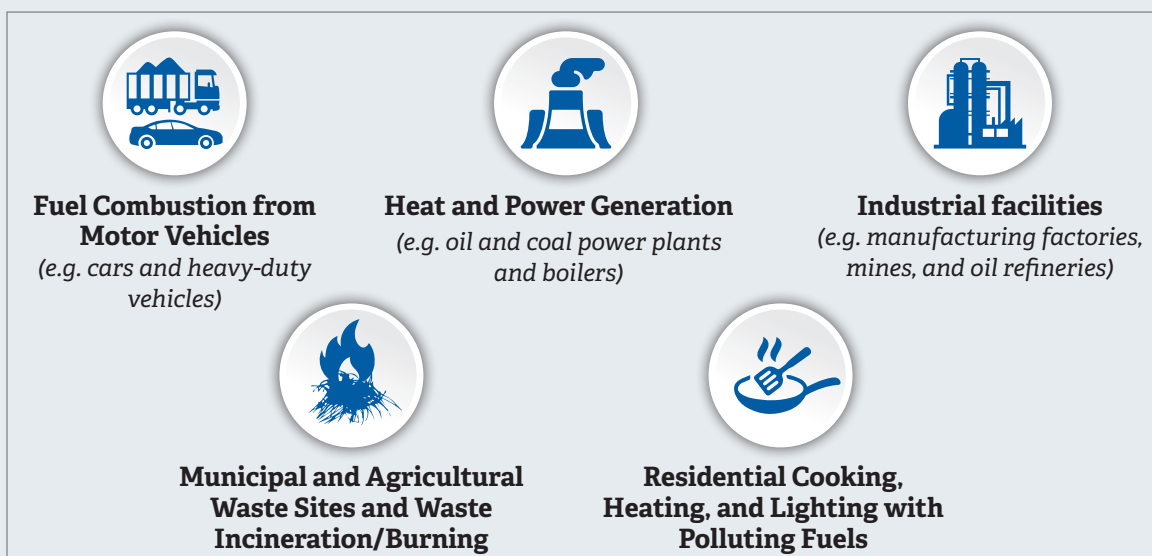 Fuel Combustion from
Motor Vehicles
(e.g. cars and heavy-duty
vehicles)
Heat and Power Generation
(e.g. oil and coal power plants
and boilers)
Industrial facilities
(e.g. manufacturing factories,
mines, and oil refineries)
Municipal and Agricultural
Waste Sites and Waste
Incineration/Burning
Residential Cooking,
Heating, and Lighting with
Polluting Fuels